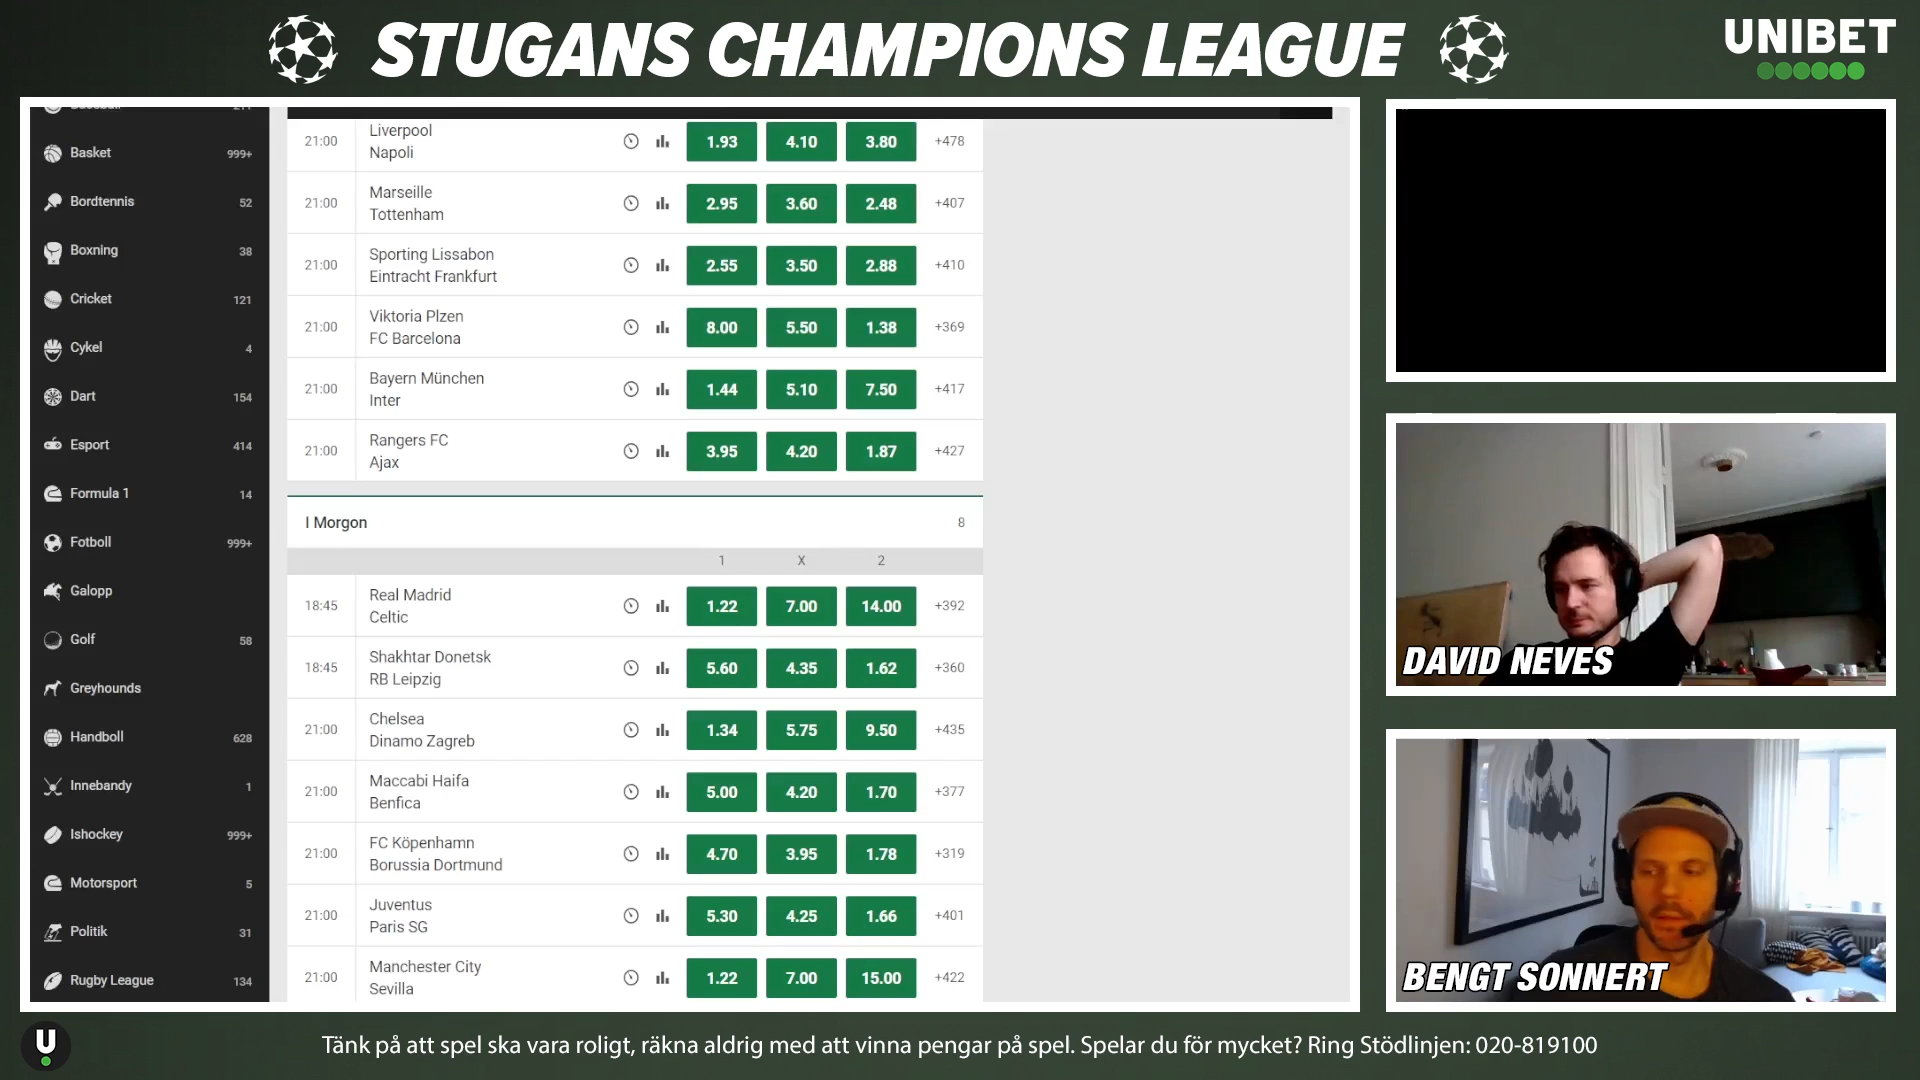 STUGANS CHAMPIONS LEAGUE
UNIBET
Basket 999+
Bordtennis 52
Boxning 38
Cricket 121
Cykel 4
Dart 154
Esport 414
Formula 1 14
Fotboll 999+
Galopp
Golf 58
Greyhounds
Handboll 628
Innebandy 1
Ishockey 999+
Motorsport 5
Politik 31
Rugby League 134
Liverpool
21:00 1.93 4.10 3.80 +478
Napoli
Marseille
21:00 2.95 3.60 2.48 +407
Tottenham
Sporting Lissabon
21:00 2.55 3.50 2.88 +410
Eintracht Frankfurt
Viktoria Plzen
21:00 8.00 5.50 1.38 +369
FC Barcelona
Bayern München
21:00 1.44 5.10 7.50 +417
Inter
Rangers FC
21:00 3.95 4.20 1.87 +427
Ajax
I Morgon 8
1 X 2
Real Madrid
18:45 1.22 7.00 14.00 +392
Celtic
Shakhtar Donetsk
18:45 5.60 4.35 1.62 +360
RB Leipzig
Chelsea
21:00 1.34 5.75 9.50 +435
Dinamo Zagreb
Maccabi Haifa
21:00 5.00 4.20 1.70 +377
Benfica
FC Köpenhamn
21:00 4.70 3.95 1.78 +319
Borussia Dortmund
Juventus
21:00 5.30 4.25 1.66 +401
Paris SG
Manchester City
21:00 1.22 7.00 15.00 +422
Sevilla
DAVID NEVES
BENGT SONNERT
U
Tänk på att spel ska vara roligt, räkna aldrig med att vinna pengar på spel. Spelar du för mycket? Ring Stödlinjen: 020-819100